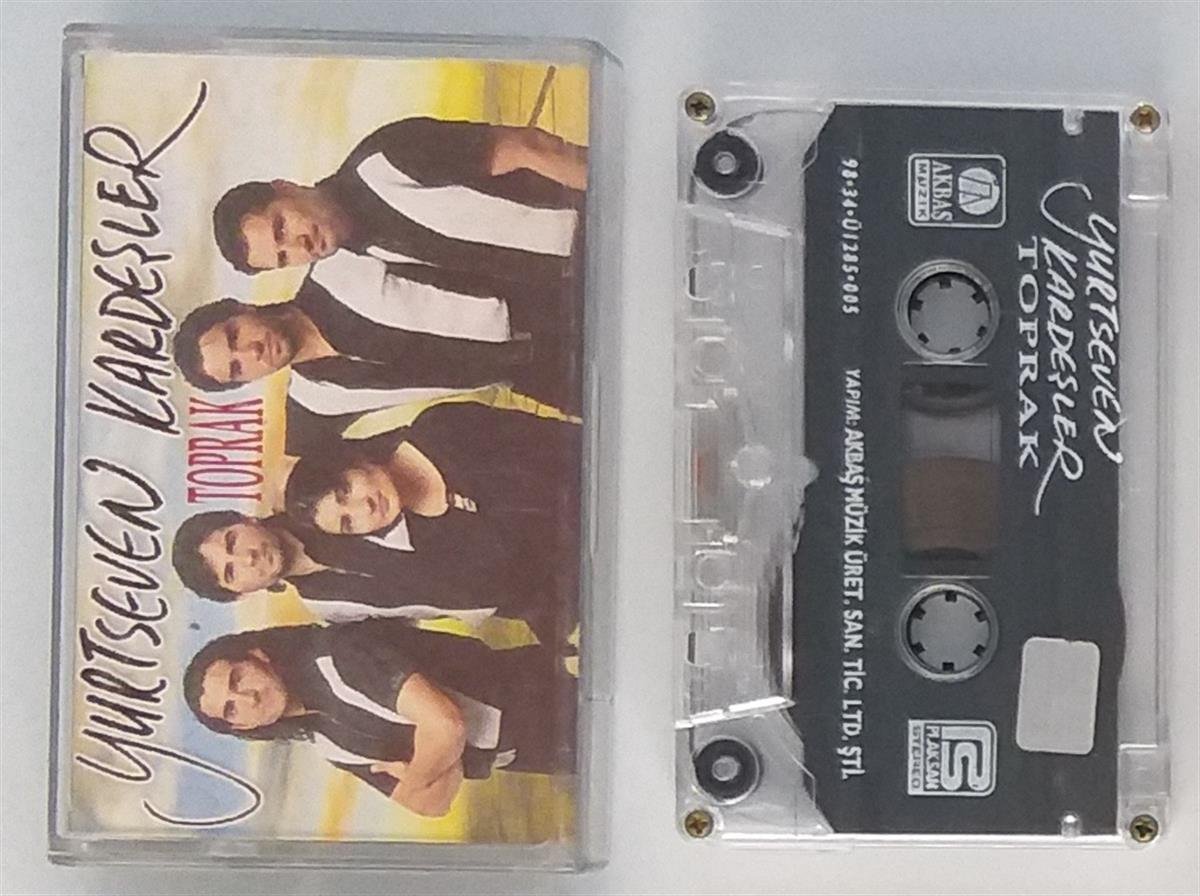 YURTSEVEN KARDEŞLER
TOPRAK
YURTSEVEN
KARDEŞLER
TOPRAK
AKBAŞ
MÜZİK
PLAKSAN
STEREO
98•34•Ü1285•005 YAPIM: AKBAŞ MÜZİK ÜRET. SAN. TİC. LTD. ŞTİ.